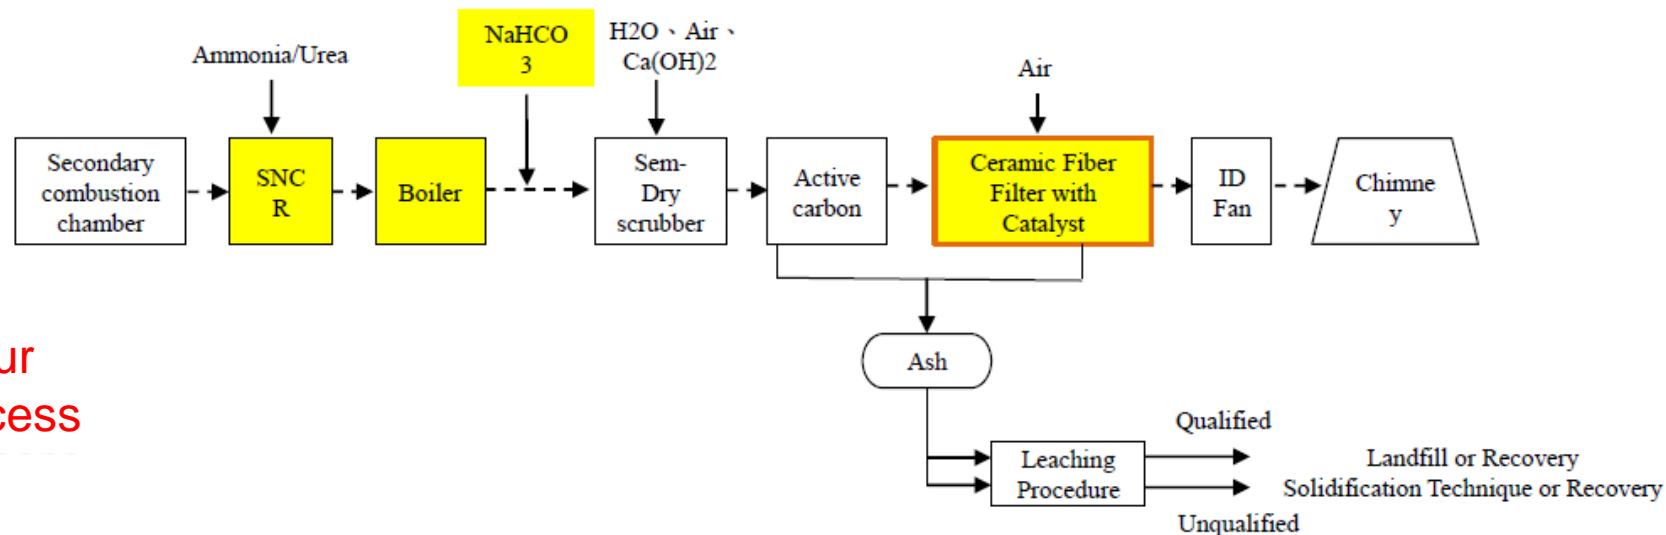 Ammonia/Urea
NaHCO
3
H2O、Air、
Ca(OH)2
Air
Secondary
combustion
chamber
SNC
R
Boiler
Sem-
Dry
scrubber
Active
carbon
Ceramic Fiber
Filter with
Catalyst
ID
Fan
Chimne
y
ur
cess
Ash
Leaching
Procedure
Qualified
Landfill or Recovery
Solidification Technique or Recovery
Unqualified